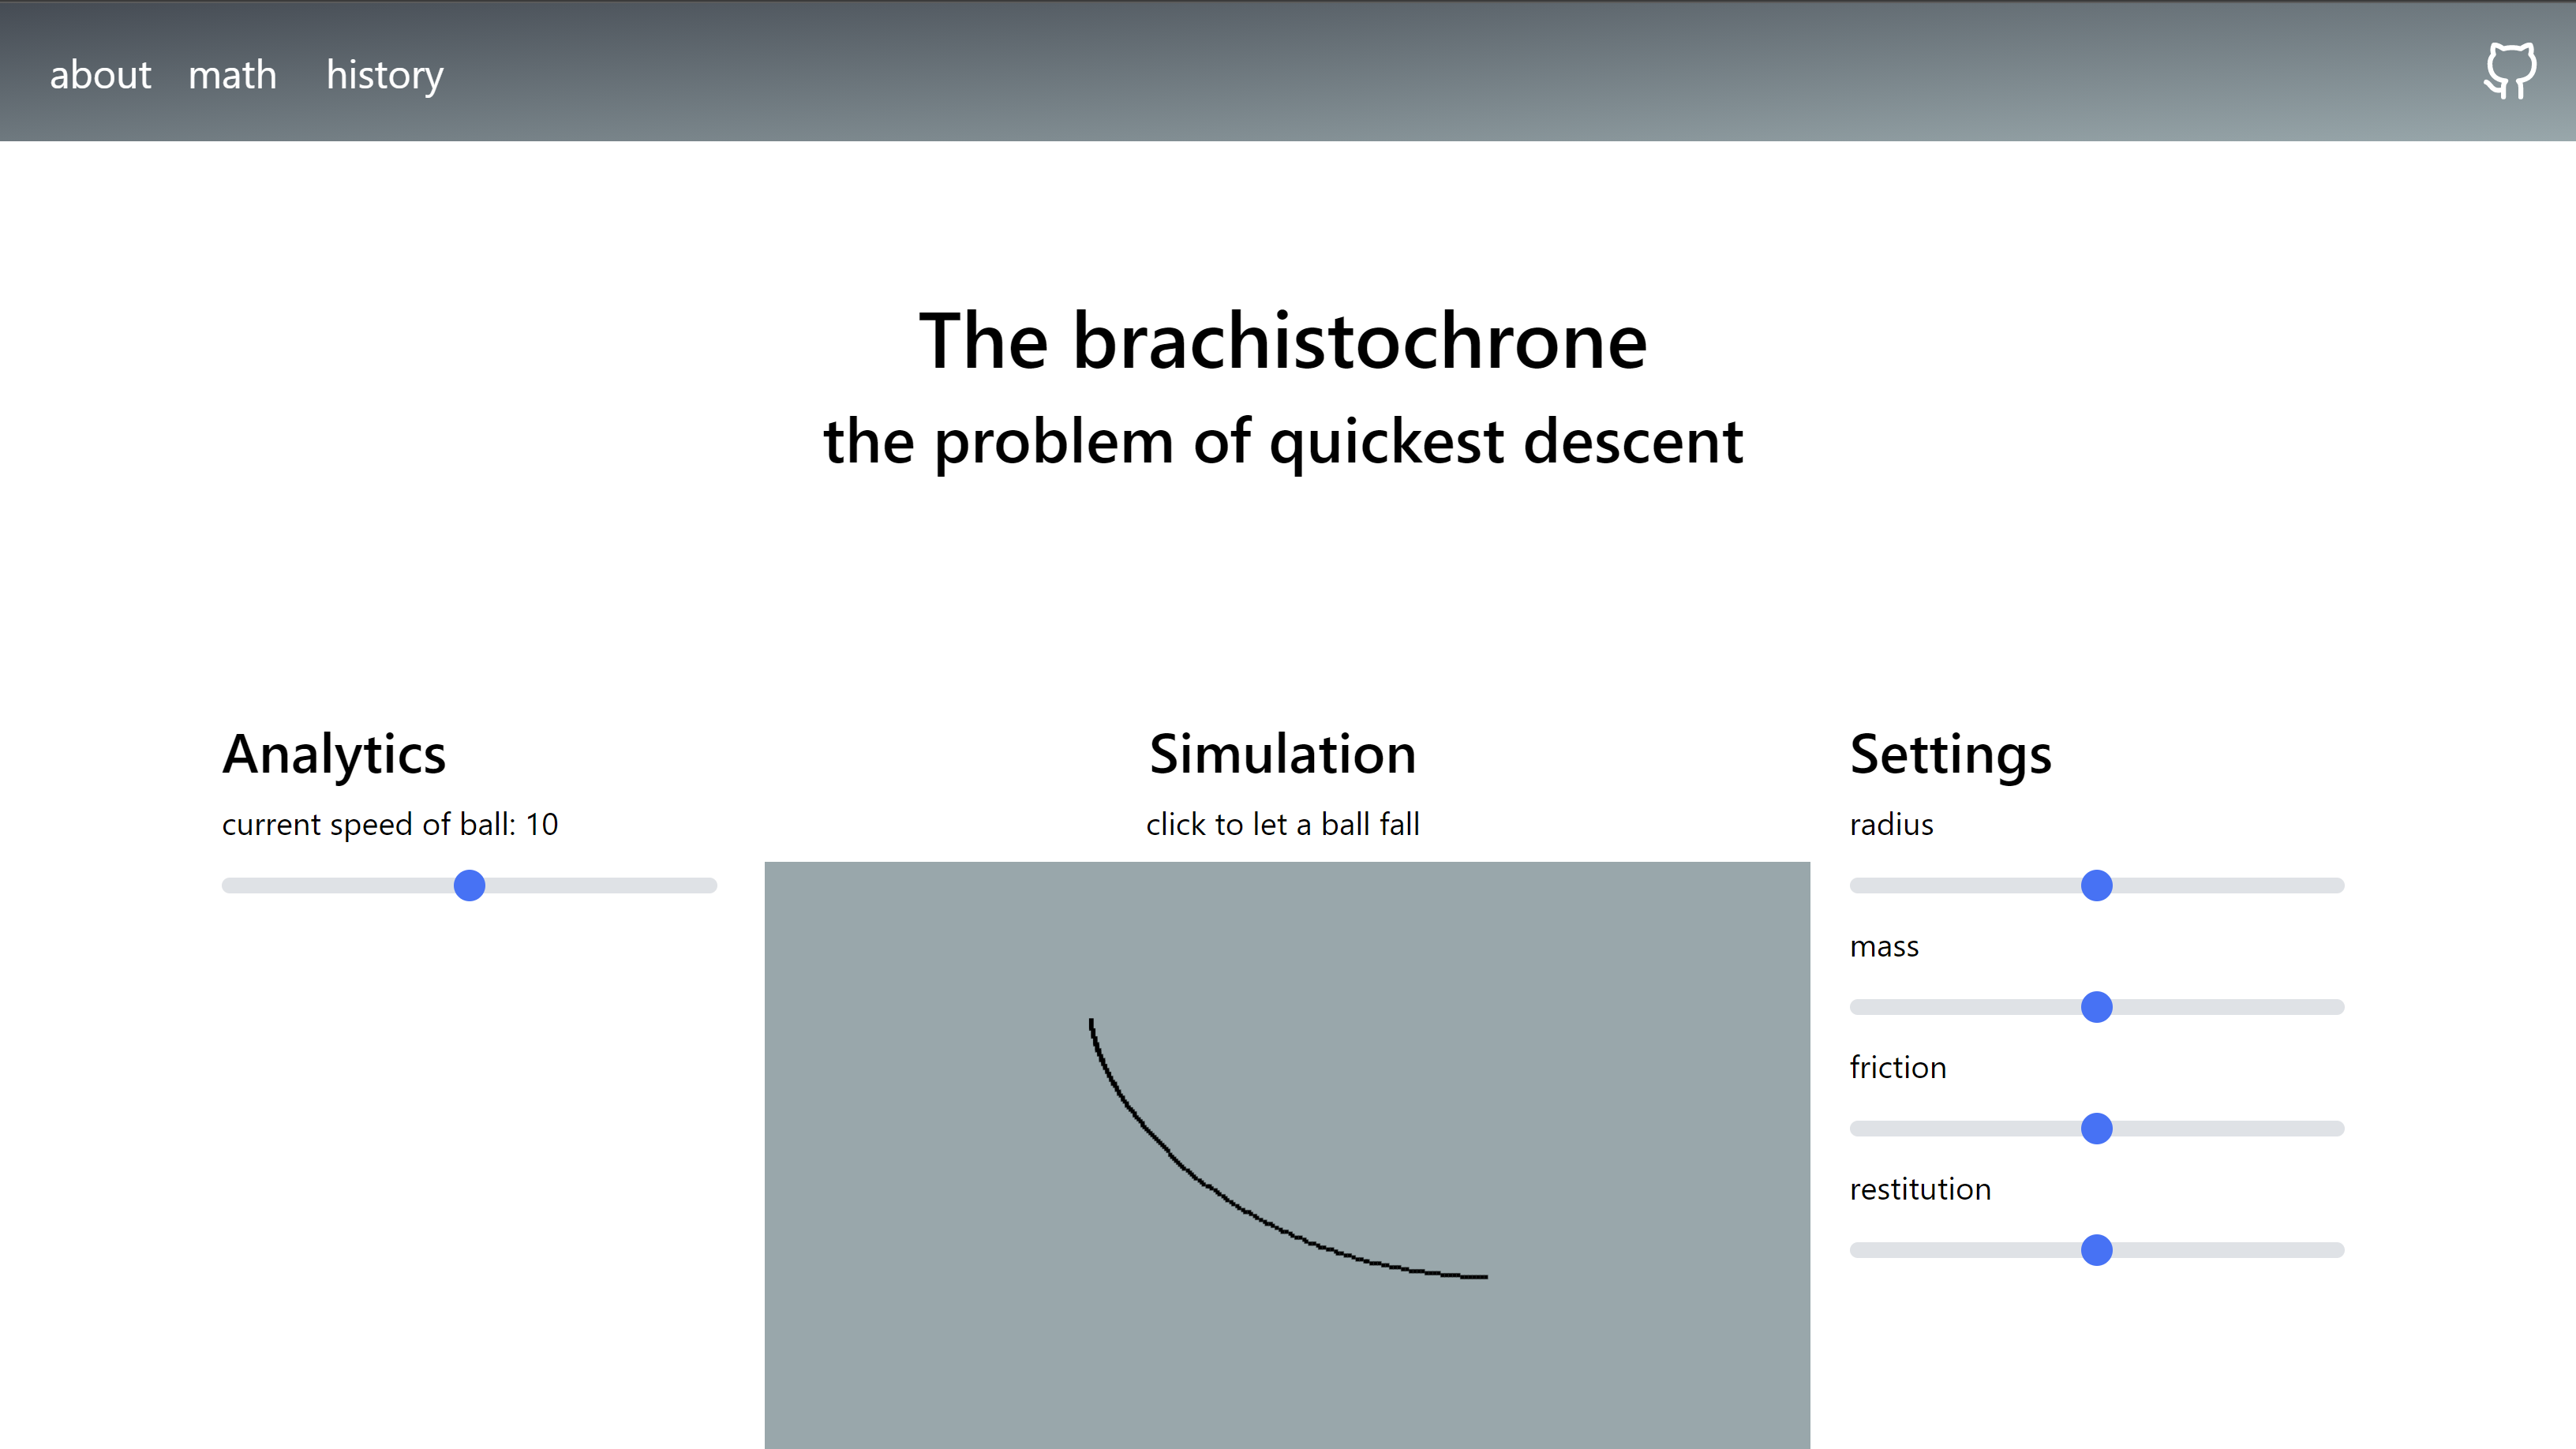 about math history
The brachistochrone
the problem of quickest descent
Analytics
current speed of ball: 10
Simulation
click to let a ball fall
Settings
radius
mass
friction
restitution